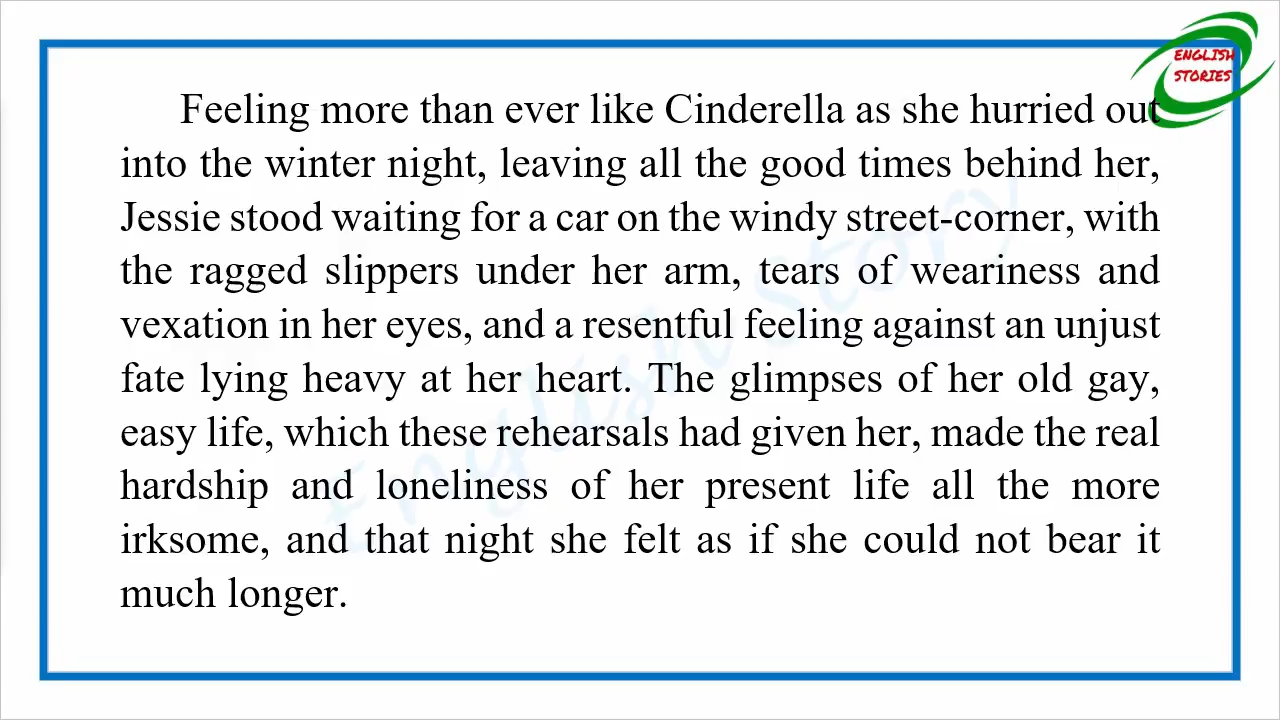 ENGLISH
STORIES
Feeling more than ever like Cinderella as she hurried out
into the winter night, leaving all the good times behind her,
Jessie stood waiting for a car on the windy street-corner, with
the ragged slippers under her arm, tears of weariness and
vexation in her eyes, and a resentful feeling against an unjust
fate lying heavy at her heart. The glimpses of her old gay,
easy life, which these rehearsals had given her, made the real
hardship and loneliness of her present life all the more
irksome, and that night she felt as if she could not bear it
much longer.
English Story